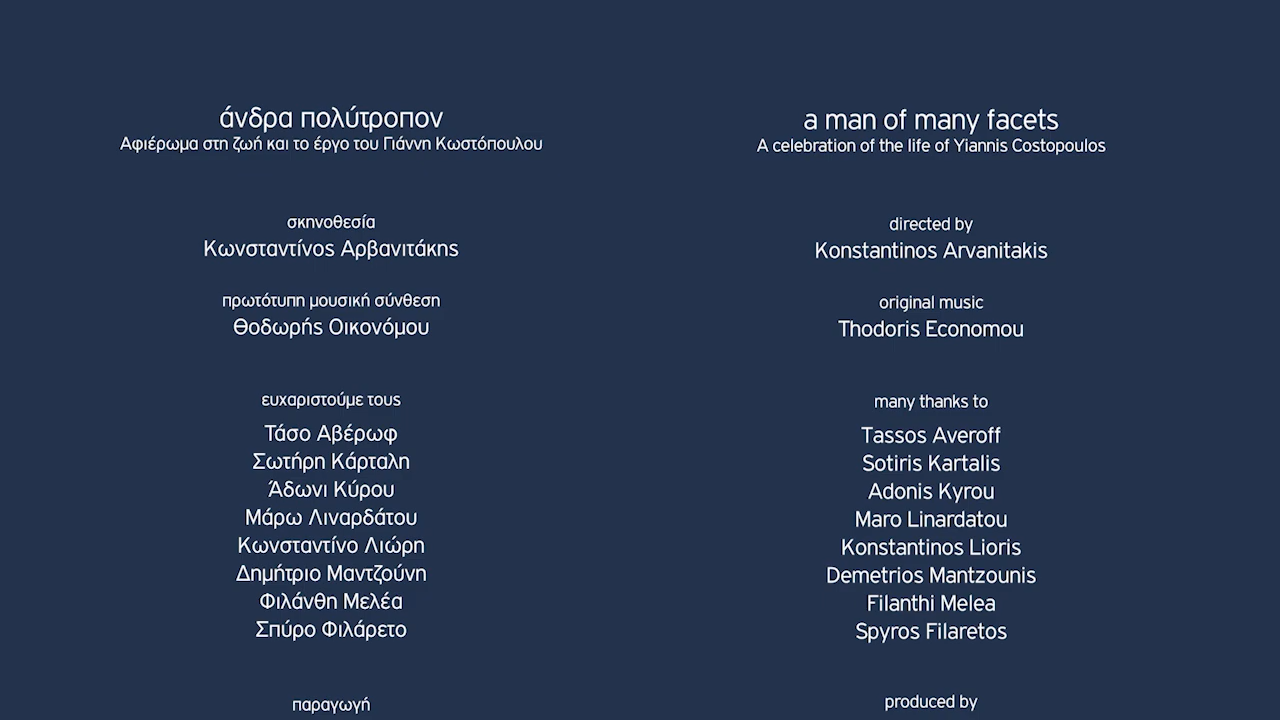 άνδρα πολύτροπον
Αφιέρωμα στη ζωή και το έργο του Γιάννη Κωστόπουλου
σκηνοθεσία
Κωνσταντίνος Αρβανιτάκης
πρωτότυπη μουσική σύνθεση
Θοδωρής Οικονόμου
ευχαριστούμε τους
Τάσο Αβέρωφ
Σωτήρη Κάρταλη
Άδωνι Κύρου
Μάρω Λιναρδάτου
Κωνσταντίνο Λιώρη
Δημήτριο Μαντζούνη
Φιλάνθη Μελέα
Σπύρο Φιλάρετο
παραγωγή
a man of many facets
A celebration of the life of Yiannis Costopoulos
directed by
Konstantinos Arvanitakis
original music
Thodoris Economou
many thanks to
Tassos Averoff
Sotiris Kartalis
Adonis Kyrou
Maro Linardatou
Konstantinos Lioris
Demetrios Mantzounis
Filanthi Melea
Spyros Filaretos
produced by